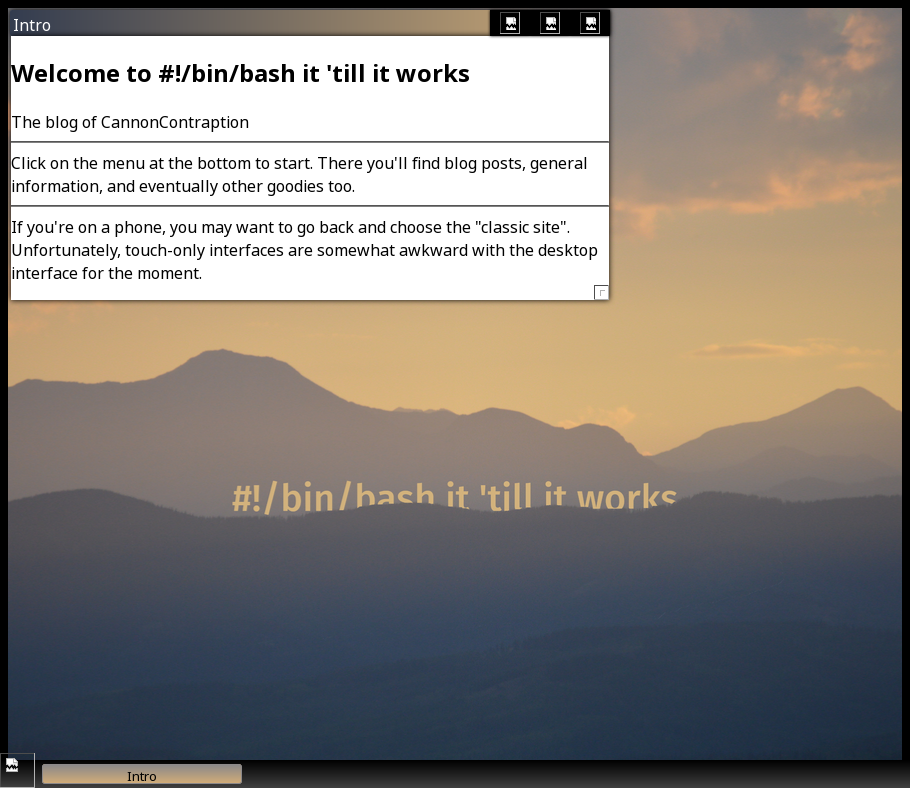 Intro
Welcome to #!/bin/bash it 'till it works
The blog of CannonContraption
Click on the menu at the bottom to start. There you'll find blog posts, general
information, and eventually other goodies too.
If you're on a phone, you may want to go back and choose the "classic site".
Unfortunately, touch-only interfaces are somewhat awkward with the desktop
interface for the moment.
#!/bin/bash it 'till it works
Intro